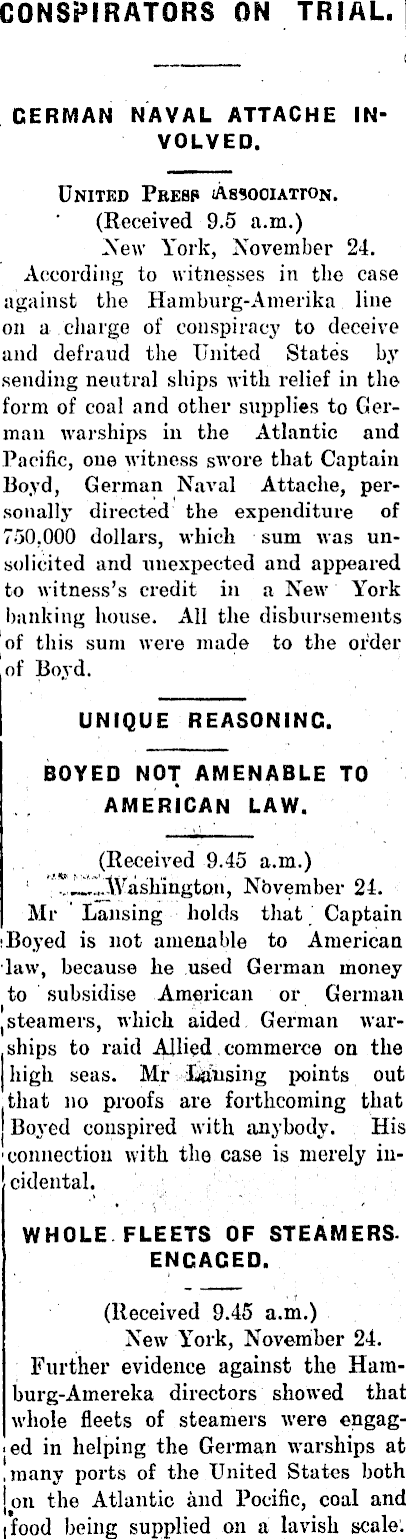 CONSPIRATORS ON TRIAL.
GERMAN NAVAL ATTACHE IN-
VOLVED.
UNITED PRESS ASSOCIATION.
(Received 9.5 a.m.)
New York, November 24.
According to witnesses in the case
against the Hamburg-Amerika line
on a charge of conspiracy to deceive
and defraud the United States by
sending neutral ships with relief in the
form of coal and other supplies to Ger-
man warships in the Atlantic and
Pacific, one witness swore that Captain
Boyd, German Naval Attache, per-
sonally directed the expenditure of
750,000 dollars, which sum was un-
solicited and unexpected and appeared
to witness's credit in a New York
banking house. All the disbursements
of this sum were made to the order
of Boyd.
UNIQUE REASONING.
BOYED NOT AMENABLE TO
AMERICAN LAW.
(Received 9.45 a.m.)
Washington, November 24.
Mr Lansing holds that Captain
Boyed is not amenable to American
law, because he used German money
to subsidise American or German
steamers, which aided German war-
ships to raid Allied commerce on the
high seas. Mr Lansing points out
that no proofs are forthcoming that
Boyed conspired with anybody. His
connection with the case is merely in-
cidental.
WHOLE FLEETS OF STEAMERS
ENGAGED.
(Received 9.45 a.m.)
New York, November 24.
Further evidence against the Ham-
burg-Amereka directors showed that
whole fleets of steamers were engag-
ed in helping the German warships at
many ports of the United States both
on the Atlantic and Pocific, coal and
food being supplied on a lavish scale.